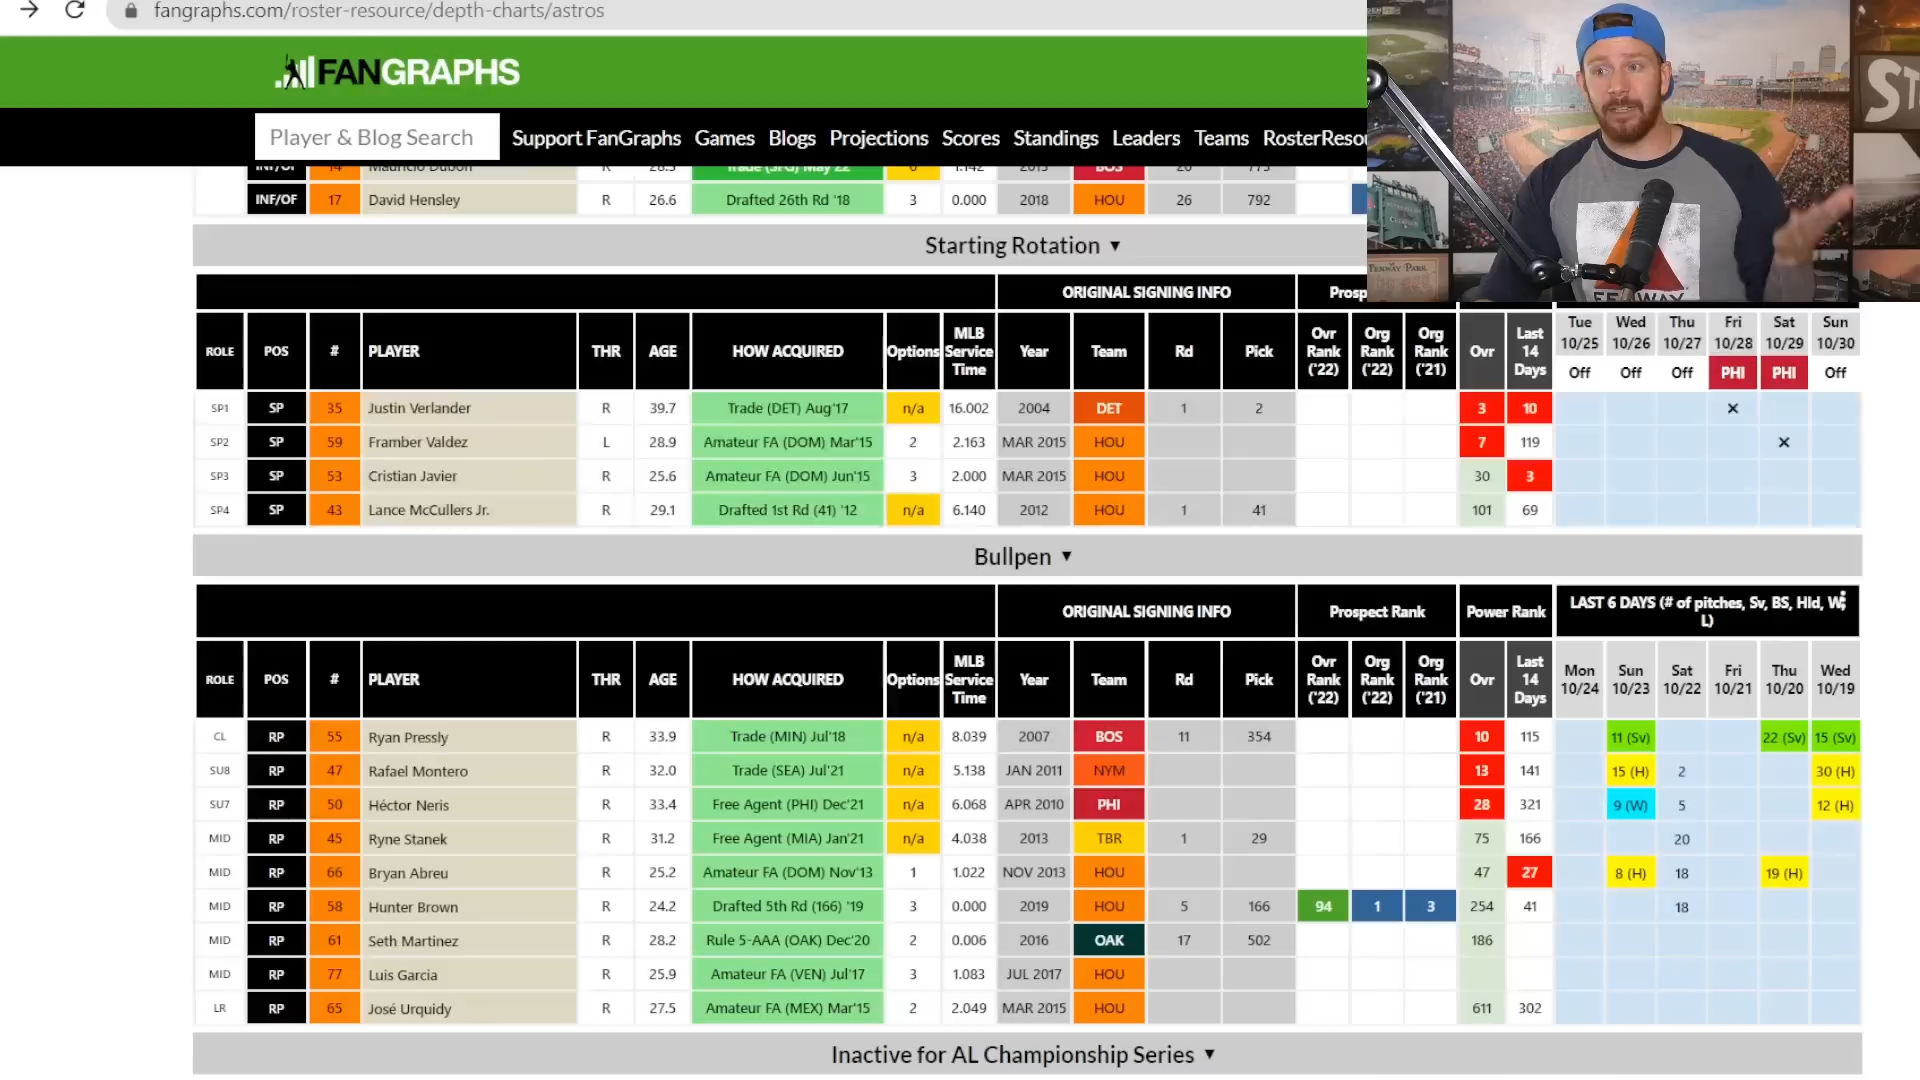 fangraphs.com/roster-resource/depth-charts/astros
FANGRAPHS
Player & Blog Search Support FanGraphs Games Blogs Projections Scores Standings Leaders Teams RosterResou
INF/OF 14 Mauricio Dubón R 28.3 Trade (SFG) May'22 0 1.142 2013 BOS 26 773
INF/OF 17 David Hensley R 26.6 Drafted 26th Rd '18 3 0.000 2018 HOU 26 792
Starting Rotation ▼
ORIGINAL SIGNING INFO Prosp
ROLE POS # PLAYER THR AGE HOW ACQUIRED Options MLB Service Time Year Team Rd Pick Ovr Rank ('22) Org Rank ('22) Org Rank ('21) Ovr Last 14 Days Tue 10/25 Wed 10/26 Thu 10/27 Fri 10/28 Sat 10/29 Sun 10/30
Off Off Off PHI PHI Off
SP1 SP 35 Justin Verlander R 39.7 Trade (DET) Aug'17 n/a 16.002 2004 DET 1 2 3 10 ×
SP2 SP 59 Framber Valdez L 28.9 Amateur FA (DOM) Mar'15 2 2.163 MAR 2015 HOU 7 119 ×
SP3 SP 53 Cristian Javier R 25.6 Amateur FA (DOM) Jun'15 3 2.000 MAR 2015 HOU 30 3
SP4 SP 43 Lance McCullers Jr. R 29.1 Drafted 1st Rd (41) '12 n/a 6.140 2012 HOU 1 41 101 69
Bullpen ▼
ORIGINAL SIGNING INFO Prospect Rank Power Rank LAST 6 DAYS (# of pitches, Sv, BS, Hld, W, L)
ROLE POS # PLAYER THR AGE HOW ACQUIRED Options MLB Service Time Year Team Rd Pick Ovr Rank ('22) Org Rank ('22) Org Rank ('21) Ovr Last 14 Days Mon 10/24 Sun 10/23 Sat 10/22 Fri 10/21 Thu 10/20 Wed 10/19
CL RP 55 Ryan Pressly R 33.9 Trade (MIN) Jul'18 n/a 8.039 2007 BOS 11 354 10 115 11 (Sv) 22 (Sv) 15 (Sv)
SU8 RP 47 Rafael Montero R 32.0 Trade (SEA) Jul'21 n/a 5.138 JAN 2011 NYM 13 141 15 (H) 2 30 (H)
SU7 RP 50 Héctor Neris R 33.4 Free Agent (PHI) Dec'21 n/a 6.068 APR 2010 PHI 28 321 9 (W) 5 12 (H)
MID RP 45 Ryne Stanek R 31.2 Free Agent (MIA) Jan'21 n/a 4.038 2013 TBR 1 29 75 166 20
MID RP 66 Bryan Abreu R 25.2 Amateur FA (DOM) Nov'13 1 1.022 NOV 2013 HOU 47 27 8 (H) 18 19 (H)
MID RP 58 Hunter Brown R 24.2 Drafted 5th Rd (166) '19 3 0.000 2019 HOU 5 166 94 1 3 254 41 18
MID RP 61 Seth Martinez R 28.2 Rule 5-AAA (OAK) Dec'20 2 0.006 2016 OAK 17 502 186
MID RP 77 Luis Garcia R 25.9 Amateur FA (VEN) Jul'17 3 1.083 JUL 2017 HOU
LR RP 65 José Urquidy R 27.5 Amateur FA (MEX) Mar'15 2 2.049 MAR 2015 HOU 611 302
Inactive for AL Championship Series ▼
FENWAY PARK
ST